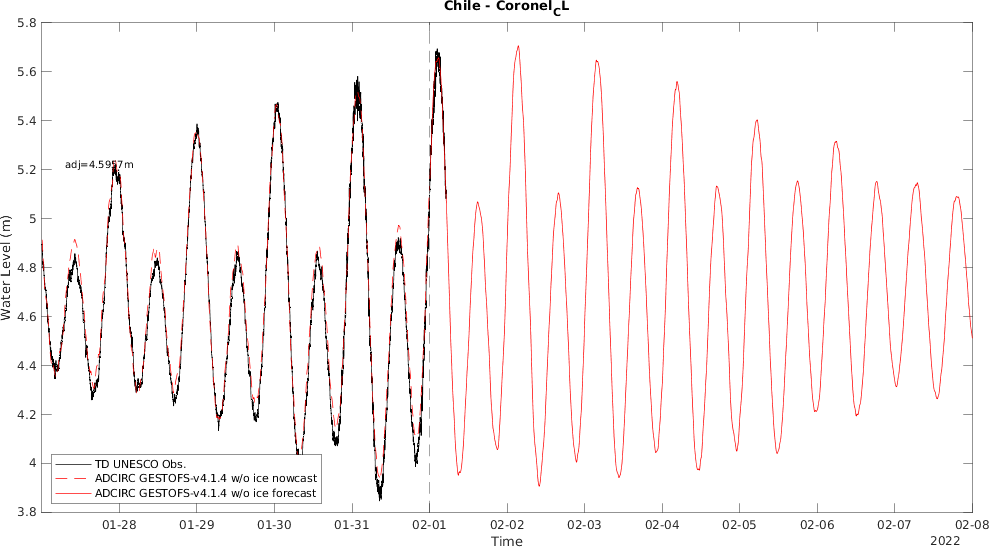 Chile - Coronel_CL
5.8
5.6
5.4
5.2
5
4.8
4.6
4.4
4.2
4
3.8
Water Level (m)
adj=4.5957m
TD UNESCO Obs.
ADCIRC GESTOFS-v4.1.4 w/o ice nowcast
ADCIRC GESTOFS-v4.1.4 w/o ice forecast
01-28 01-29 01-30 01-31 02-01 02-02 02-03 02-04 02-05 02-06 02-07 02-08
Time
2022